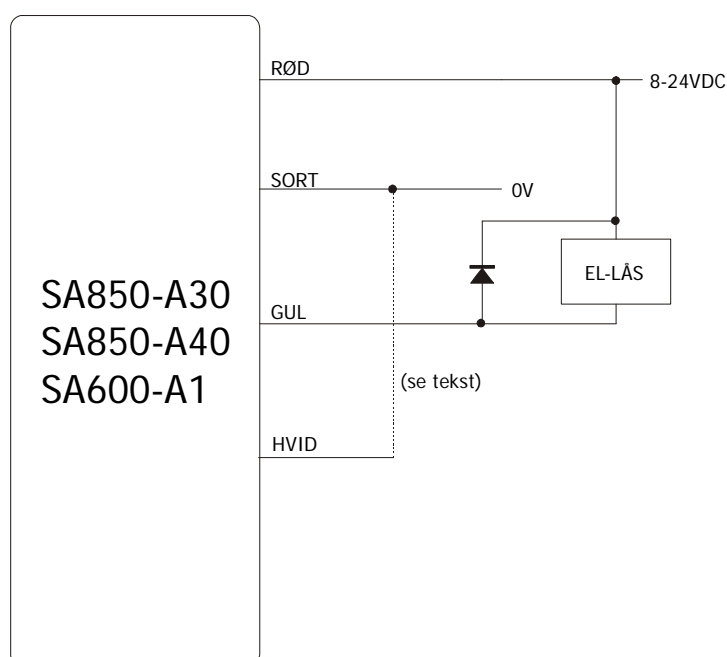 RØD
8-24VDC
SORT
0V
EL-LÅS
SA850-A30
SA850-A40
SA600-A1
GUL
(se tekst)
HVID